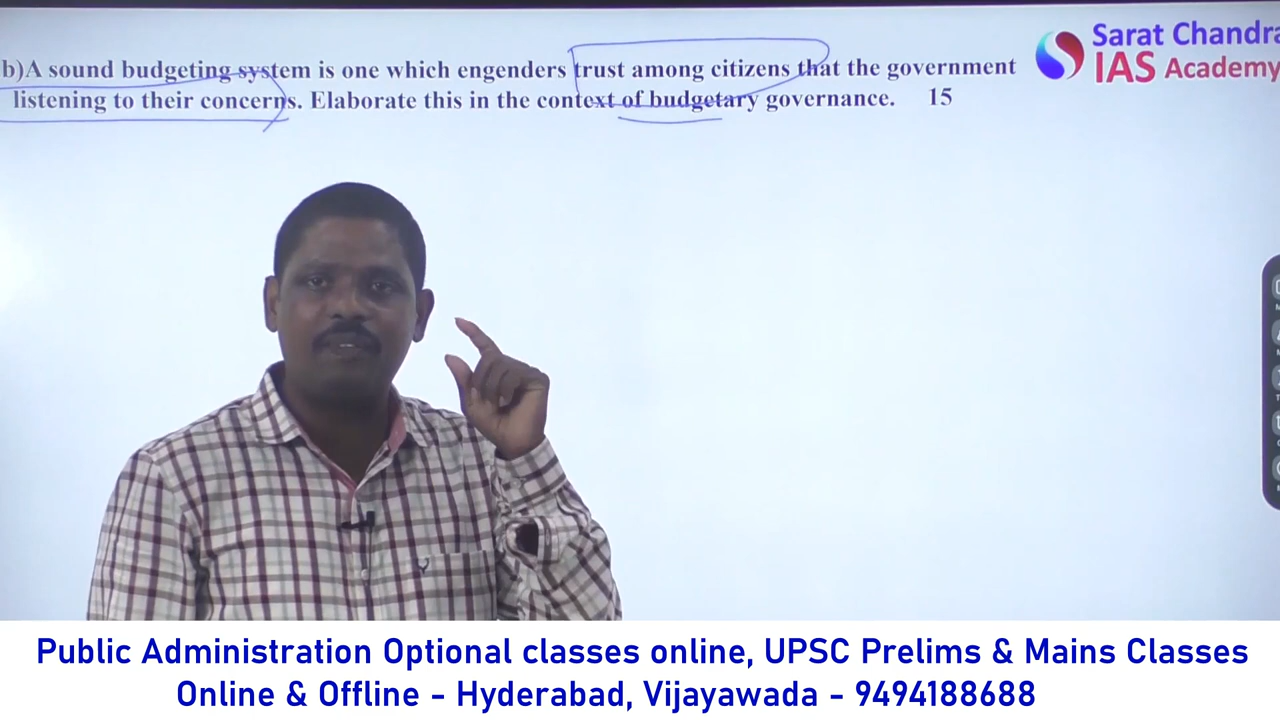 b)A sound budgeting system is one which engenders trust among citizens that the government
listening to their concerns. Elaborate this in the context of budgetary governance. 15
Sarat Chandra
IAS Academy
Public Administration Optional classes online, UPSC Prelims & Mains Classes
Online & Offline - Hyderabad, Vijayawada - 9494188688